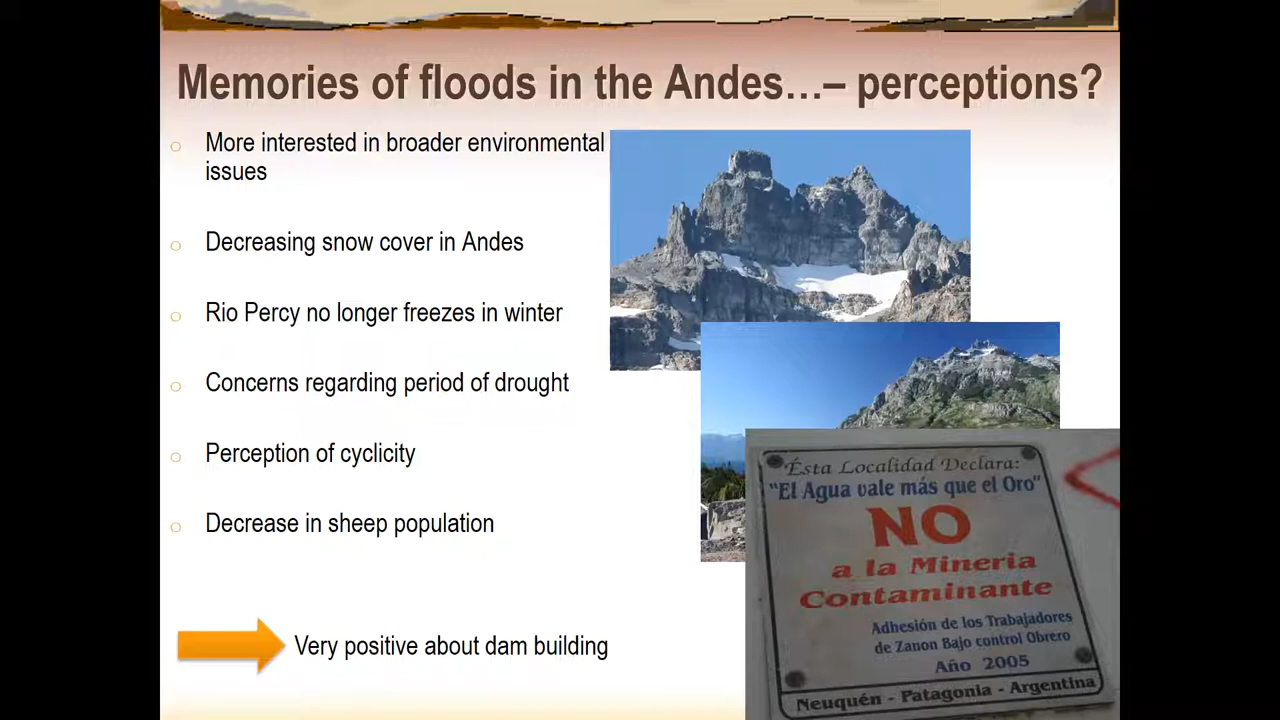 Memories of floods in the Andes…– perceptions?
More interested in broader environmental
issues
Decreasing snow cover in Andes
Rio Percy no longer freezes in winter
Concerns regarding period of drought
Perception of cyclicity
Decrease in sheep population
Very positive about dam building
Ésta Localidad Declara:
"El Agua vale más que el Oro"
NO
a la Mineria
Contaminante
Adhesión de los Trabajadores
de Zanon Bajo control Obrero
Año 2005
Neuquén - Patagonia - Argentina